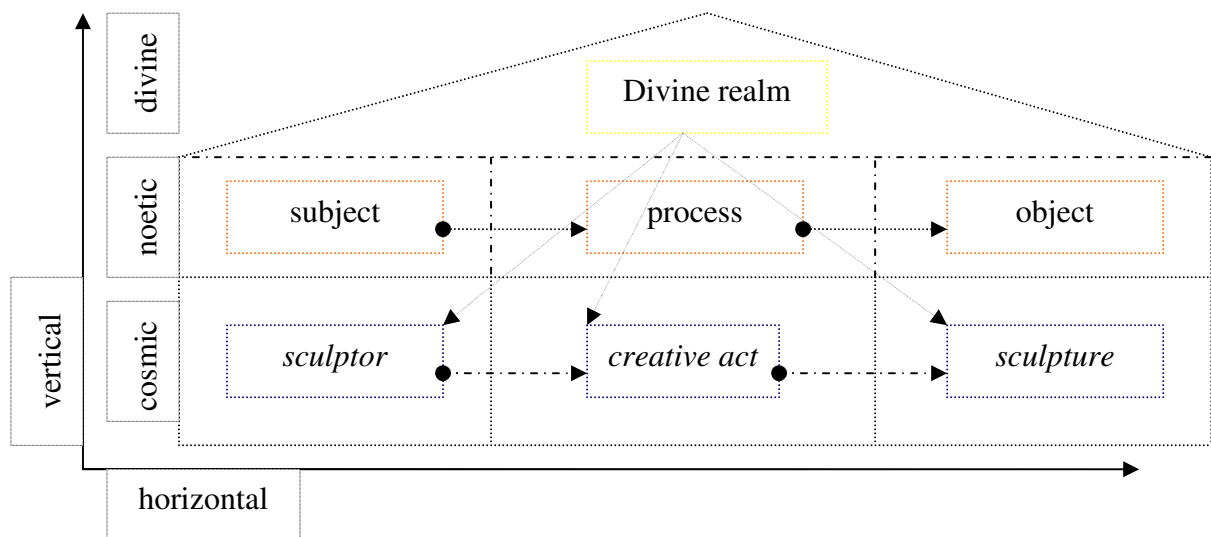 divine
Divine realm
noetic
subject
process
object
vertical
cosmic
sculptor
creative act
sculpture
horizontal